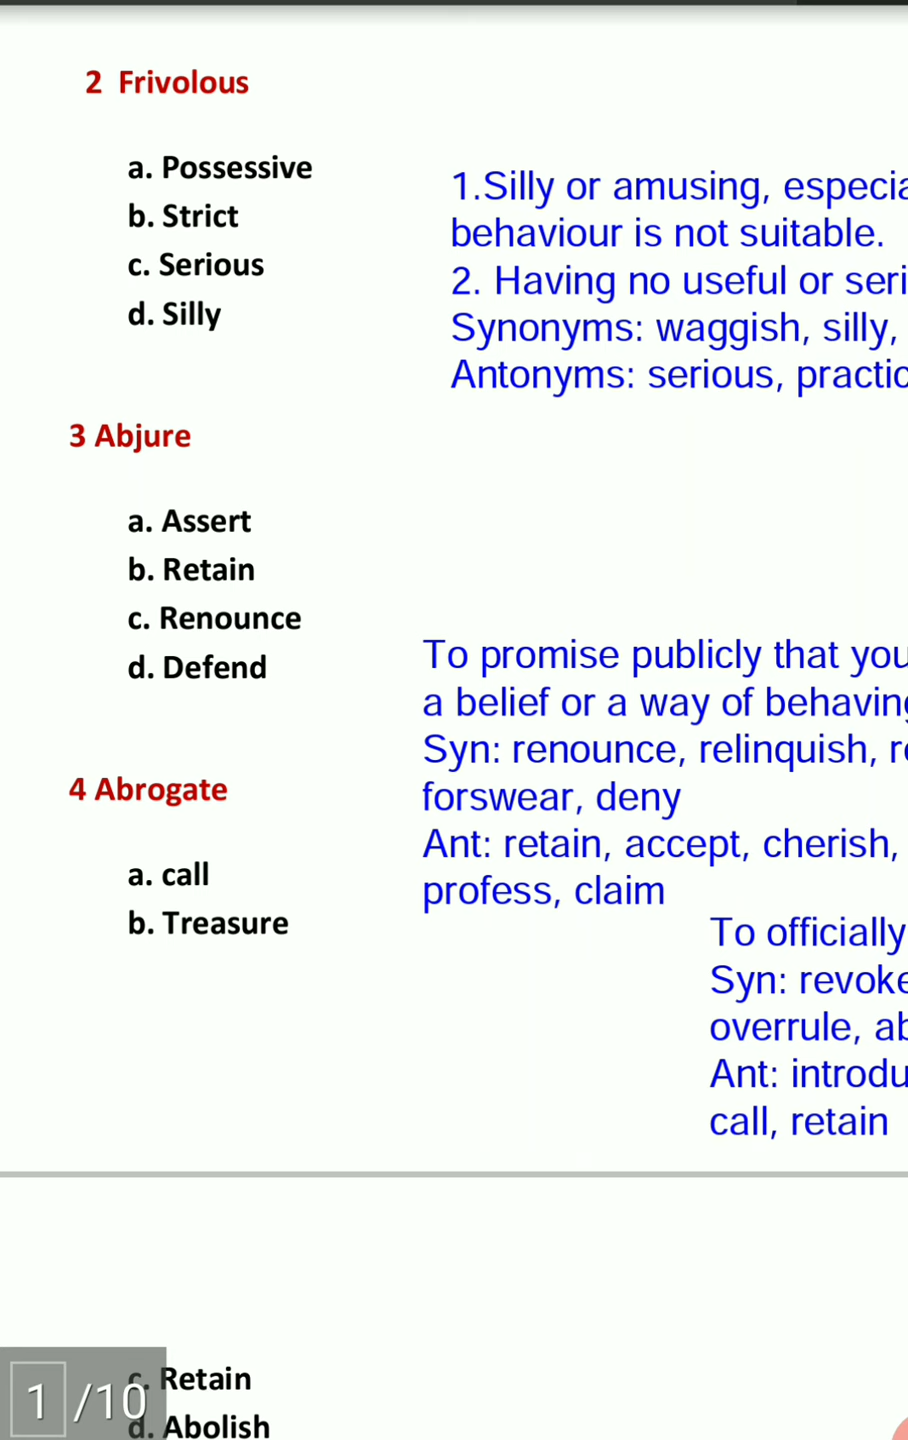 2 Frivolous
a. Possessive
b. Strict
c. Serious
d. Silly
1.Silly or amusing, especia
behaviour is not suitable.
2. Having no useful or seri
Synonyms: waggish, silly,
Antonyms: serious, practic
3 Abjure
a. Assert
b. Retain
c. Renounce
d. Defend
To promise publicly that you
a belief or a way of behaving
Syn: renounce, relinquish, re
forswear, deny
Ant: retain, accept, cherish,
profess, claim
4 Abrogate
a. call
b. Treasure
To officially
Syn: revoke
overrule, ab
Ant: introdu
call, retain
c. Retain
d. Abolish
1/10